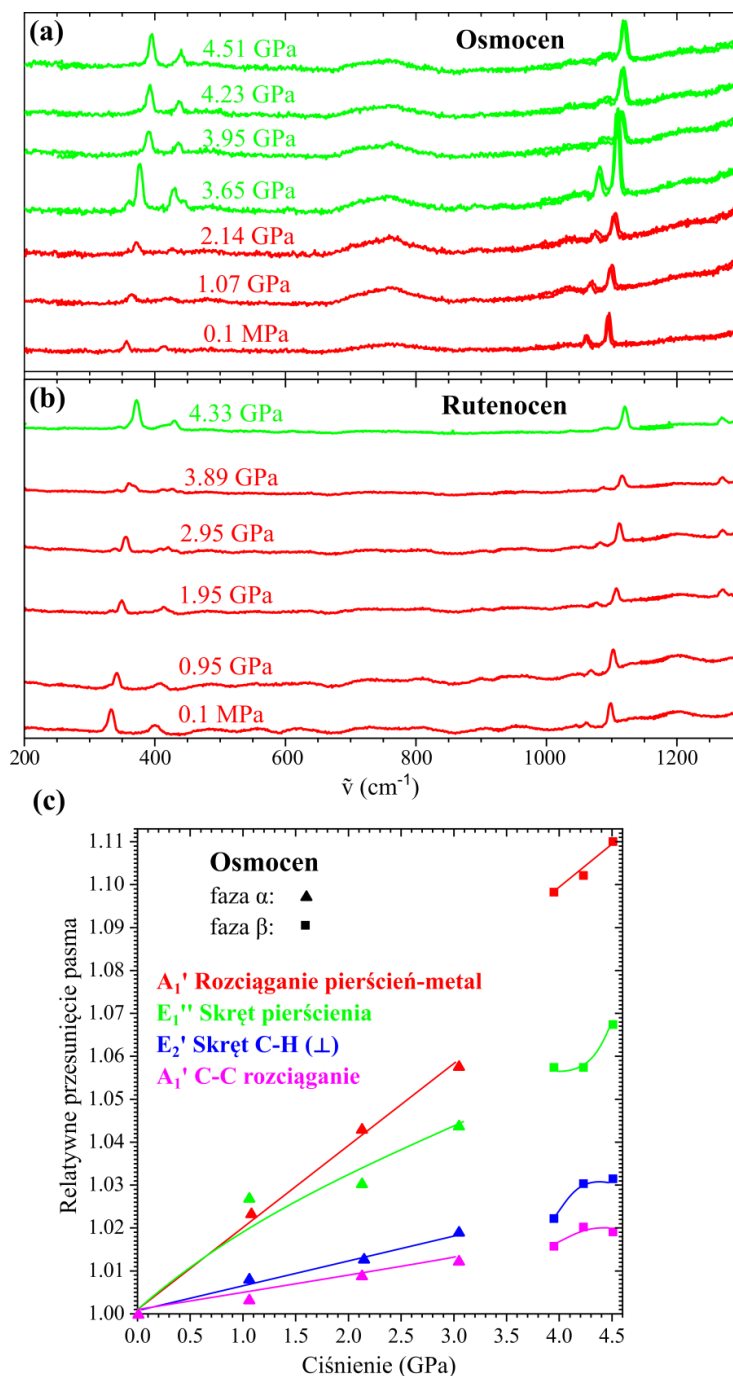 (a)
Osmocen
4.51 GPa
4.23 GPa
3.95 GPa
3.65 GPa
2.14 GPa
1.07 GPa
0.1 MPa
(b)
Rutenocen
4.33 GPa
3.89 GPa
2.95 GPa
1.95 GPa
0.95 GPa
0.1 MPa
200 400 600 800 1000 1200
ṽ (cm⁻¹)
(c)
Relatywne przesunięcie pasma
1.11
1.10
1.09
1.08
1.07
1.06
1.05
1.04
1.03
1.02
1.01
1.00
Osmocen
faza α: ▲
faza β: ■
A₁' Rozciąganie pierścień-metal
E₁'' Skręt pierścienia
E₂' Skręt C-H (⊥)
A₁' C-C rozciąganie
0.0 0.5 1.0 1.5 2.0 2.5 3.0 3.5 4.0 4.5
Ciśnienie (GPa)